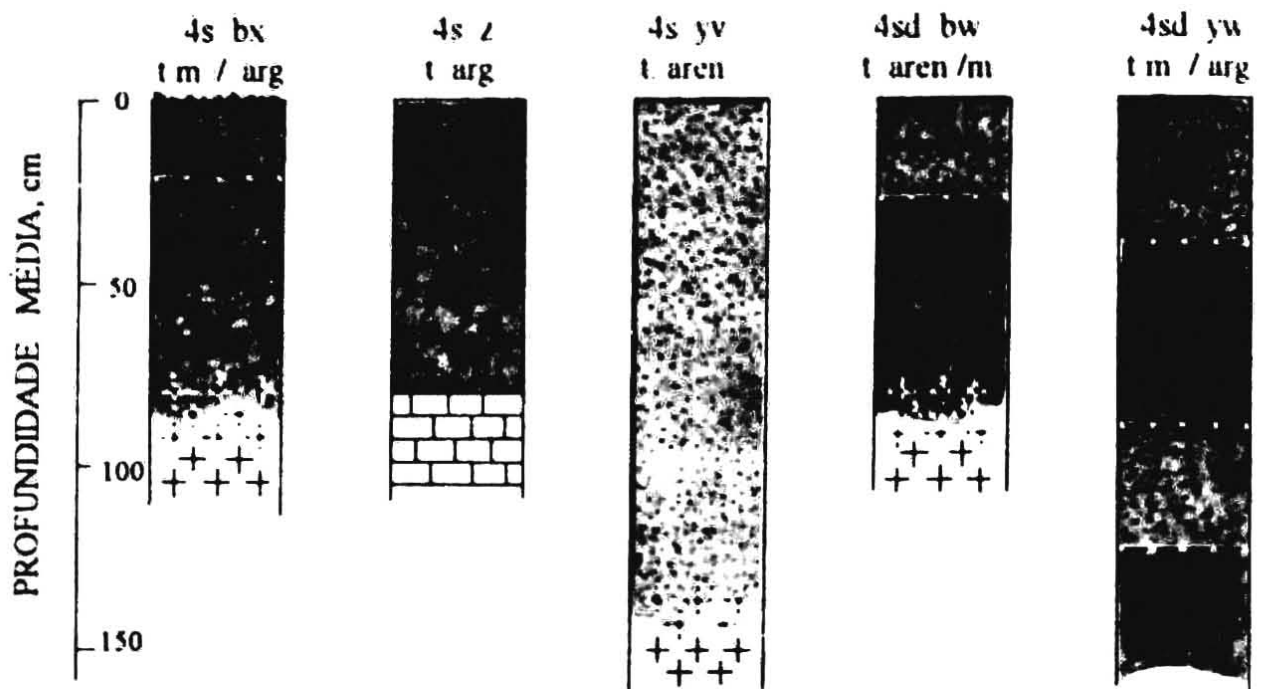 4s bx
t m / arg
4s z
t arg
4s yv
t. aren
4sd bw
t aren /m
4sd yw
t m / arg
PROFUNDIDADE MÉDIA, cm
0
50
100
150